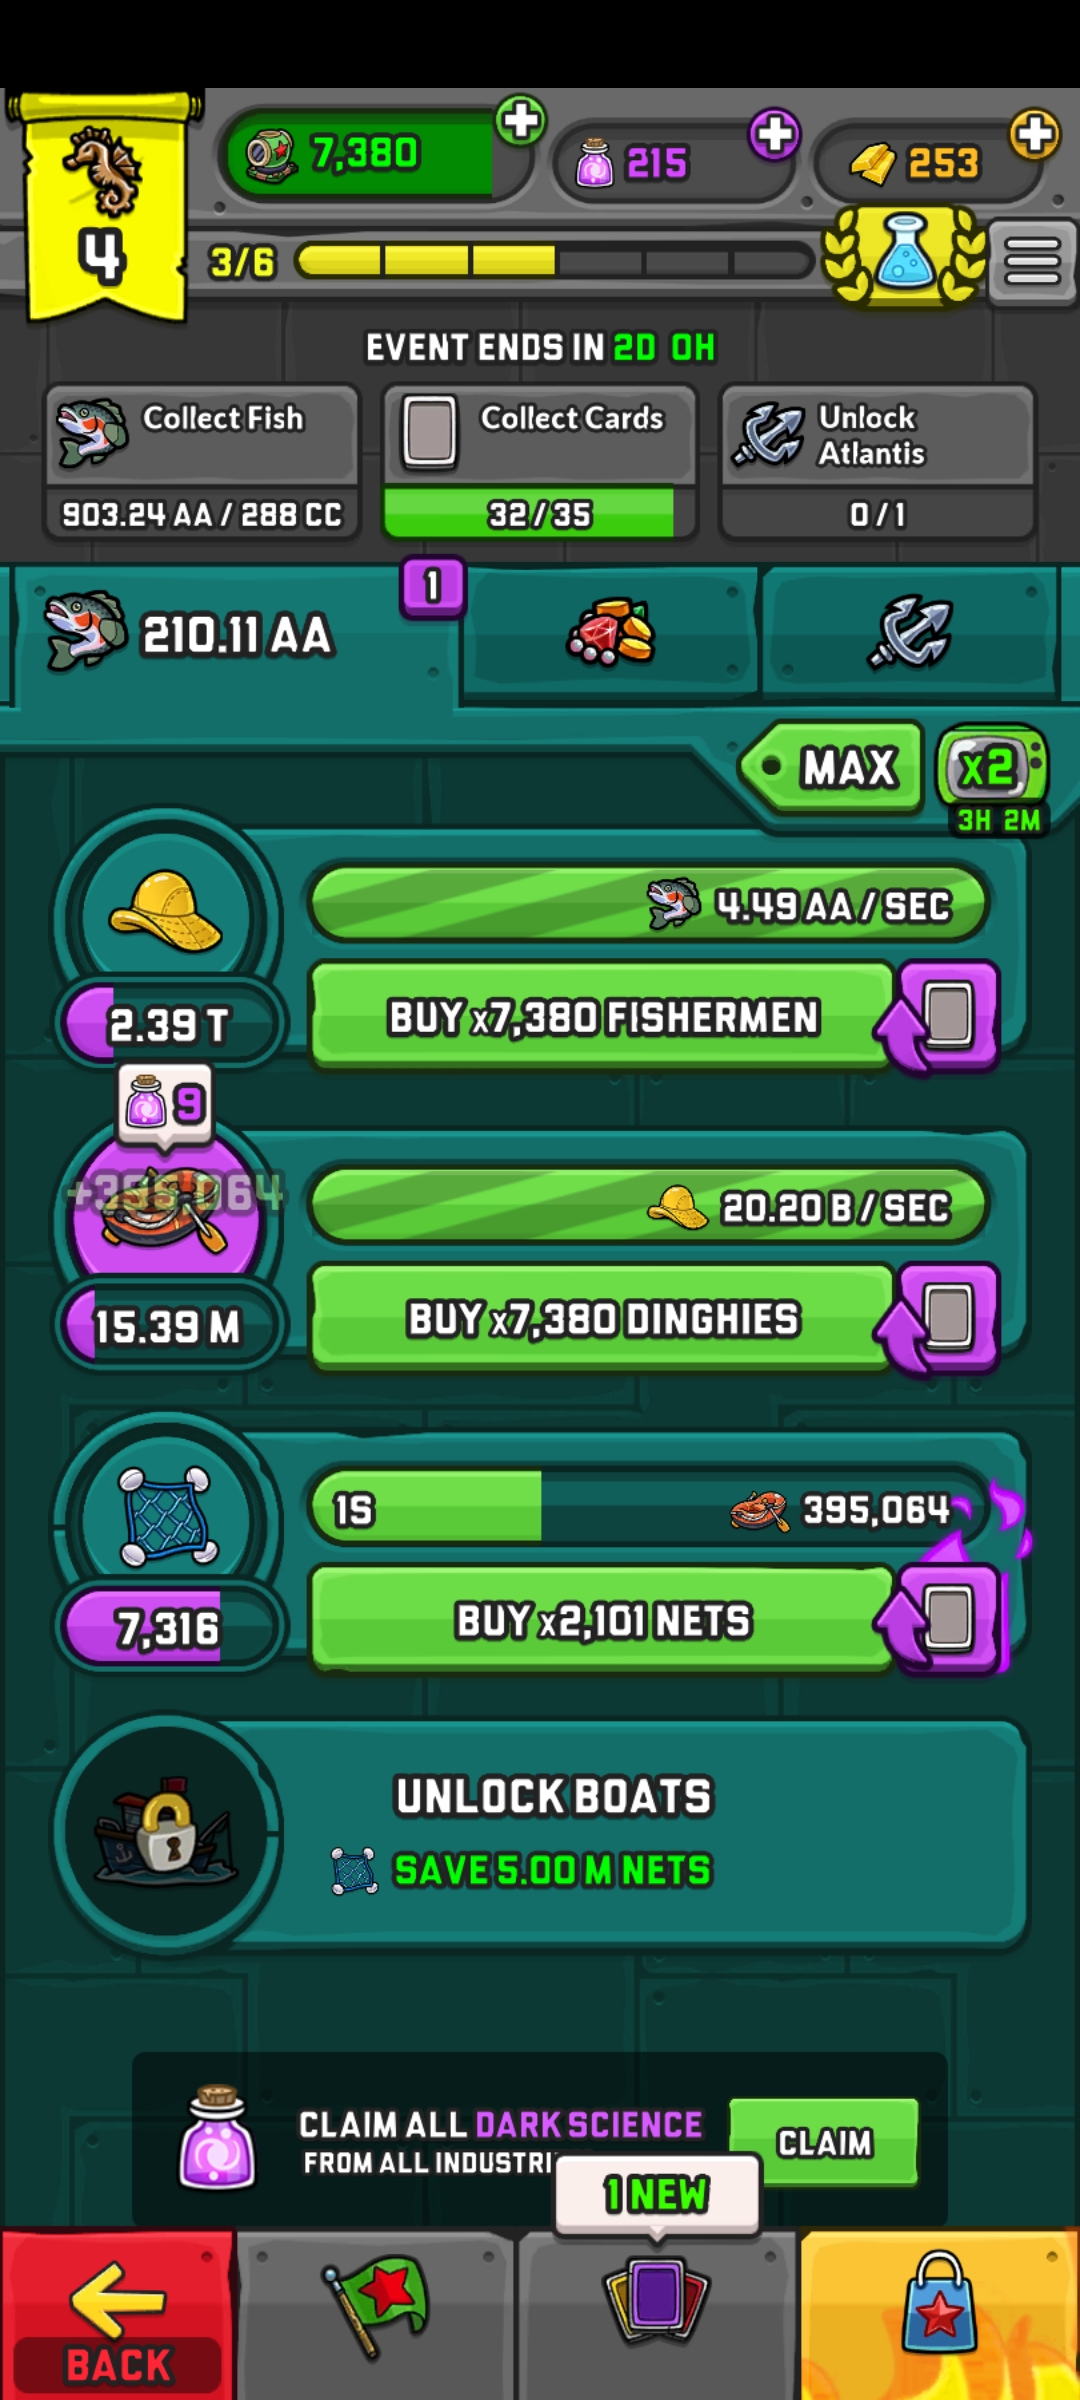 7,380
215
253
4
3/6
EVENT ENDS IN 2D 0H
Collect Fish
903.24 AA / 288 CC
Collect Cards
32/35
Unlock
Atlantis
0/1
210.11 AA
1
MAX
x2
3H 2M
4.49 AA / SEC
BUY x7,380 FISHERMEN
2.39 T
9
+395,064
20.20 B / SEC
BUY x7,380 DINGHIES
15.39 M
1S
395,064
BUY x2,101 NETS
7,316
UNLOCK BOATS
SAVE 5.00 M NETS
CLAIM ALL DARK SCIENCE
FROM ALL INDUSTRI
CLAIM
1 NEW
BACK